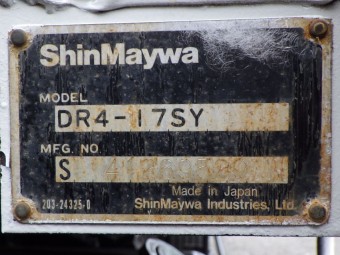 ShinMaywa
MODEL
DR4-17SY
MFG. NO.
S
Made in Japan
203-24325-0 ShinMaywa Industries, Ltd.